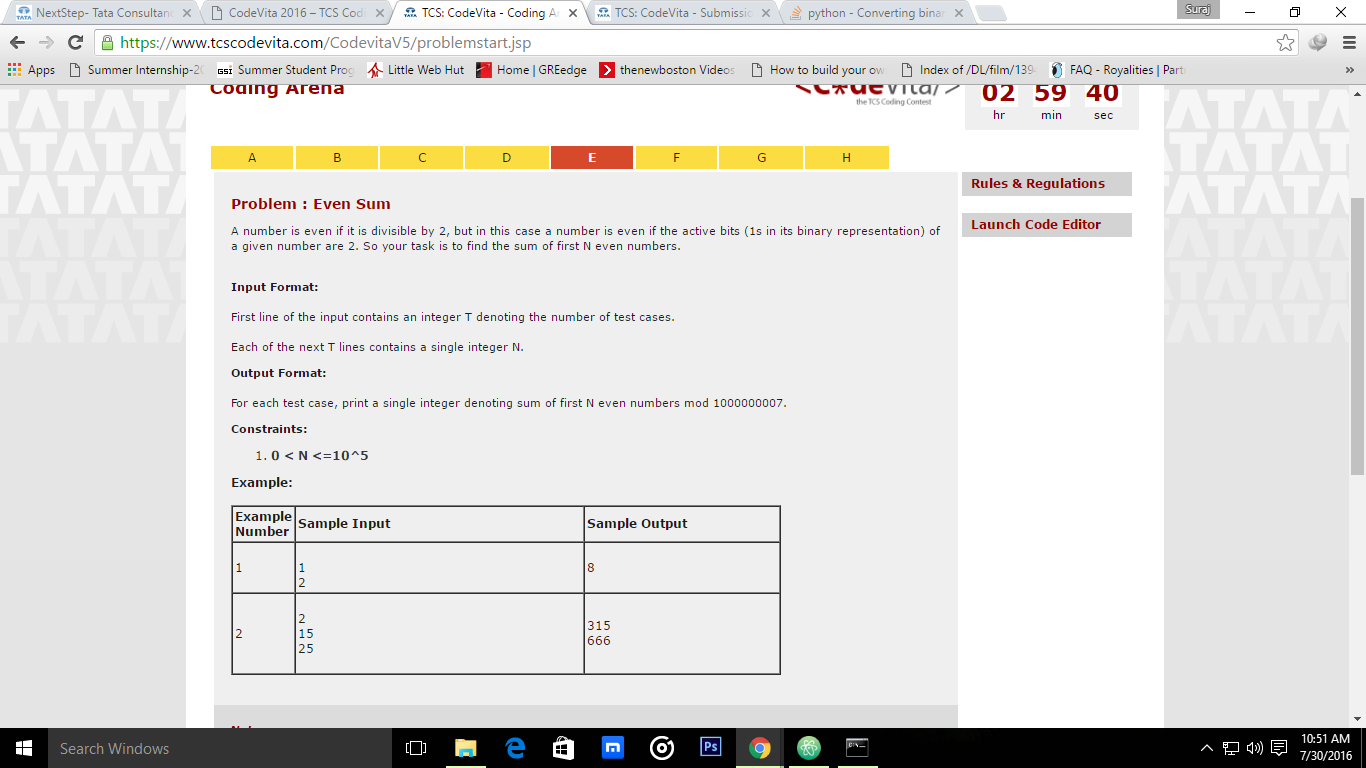 NextStep- Tata Consultanc
CodeVita 2016 – TCS Codi
TCS: CodeVita - Coding A
TCS: CodeVita - Submissio
python - Converting binar
Suraj
https://www.tcscodevita.com/CodevitaV5/problemstart.jsp
Apps
Summer Internship-20
GSI Summer Student Prog
Little Web Hut
Home | GREedge
thenewboston Videos
How to build your ow
Index of /DL/film/139
FAQ - Royalities | Part
»
Coding Arena
<CodeVita/>
the TCS Coding Contest
02 59 40
hr min sec
A B C D E F G H
Problem : Even Sum
A number is even if it is divisible by 2, but in this case a number is even if the active bits (1s in its binary representation) of
a given number are 2. So your task is to find the sum of first N even numbers.
Input Format:
First line of the input contains an integer T denoting the number of test cases.
Each of the next T lines contains a single integer N.
Output Format:
For each test case, print a single integer denoting sum of first N even numbers mod 1000000007.
Constraints:
1. 0 < N <=10^5
Example:
Example
Number
Sample Input
Sample Output
1
1
2
8
2
2
15
25
315
666
Rules & Regulations
Launch Code Editor
Search Windows
10:51 AM
7/30/2016